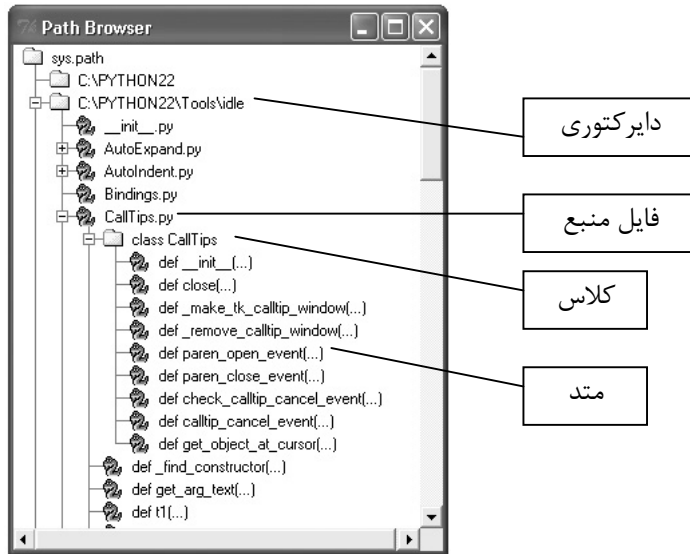 Path Browser
sys.path
C:\PYTHON22
C:\PYTHON22\Tools\idle
__init__.py
AutoExpand.py
AutoIndent.py
Bindings.py
CallTips.py
class CallTips
def __init__(...)
def close(...)
def _make_tk_calltip_window(...)
def _remove_calltip_window(...)
def paren_open_event(...)
def paren_close_event(...)
def check_calltip_cancel_event(...)
def calltip_cancel_event(...)
def get_object_at_cursor(...)
def _find_constructor(...)
def get_arg_text(...)
def t1(...)
دایرکتوری
فایل منبع
کلاس
متد